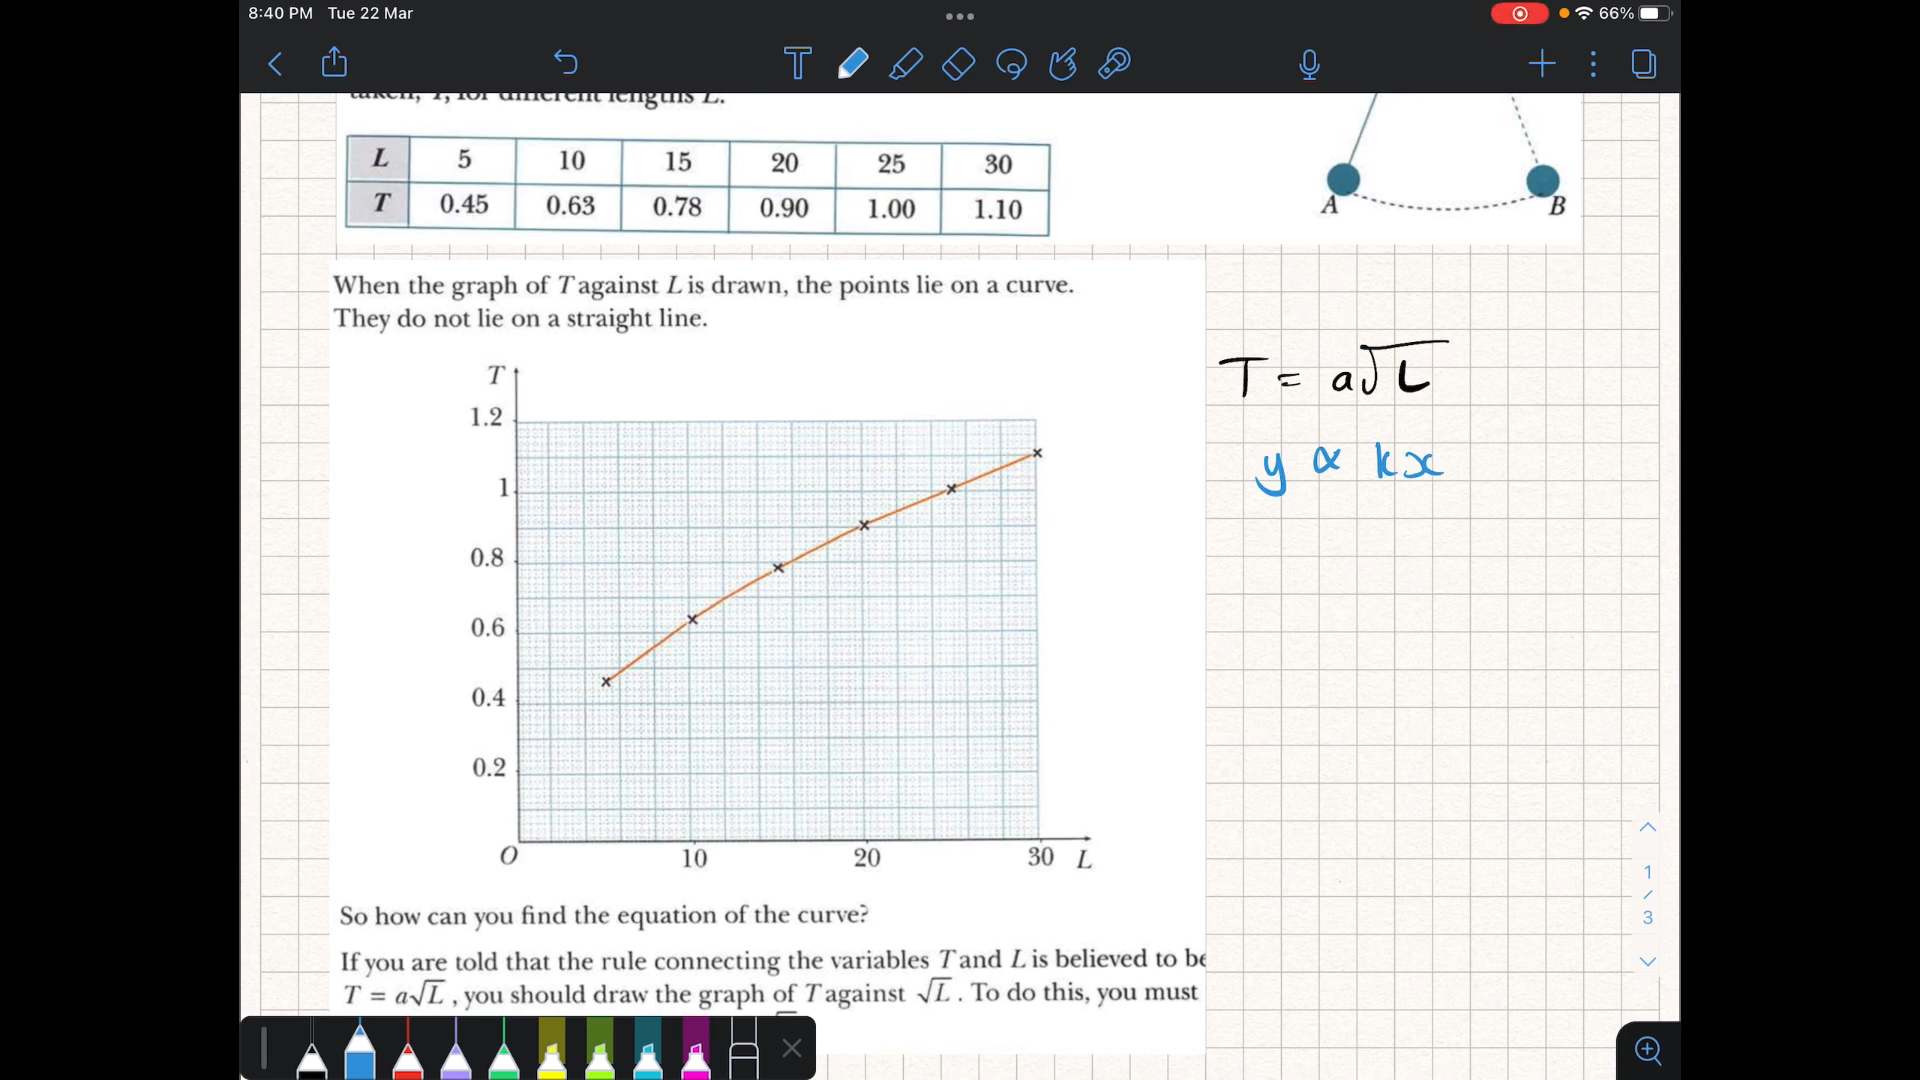 8:40 PM Tue 22 Mar
66%
taken, T, for different lengths L.
L 5 10 15 20 25 30
T 0.45 0.63 0.78 0.90 1.00 1.10
A B
When the graph of T against L is drawn, the points lie on a curve.
They do not lie on a straight line.
T
1.2
1
0.8
0.6
0.4
0.2
O 10 20 30 L
T = a√L
y ∝ kx
So how can you find the equation of the curve?
If you are told that the rule connecting the variables T and L is believed to be
T = a√L, you should draw the graph of T against √L. To do this, you must
1
/
3